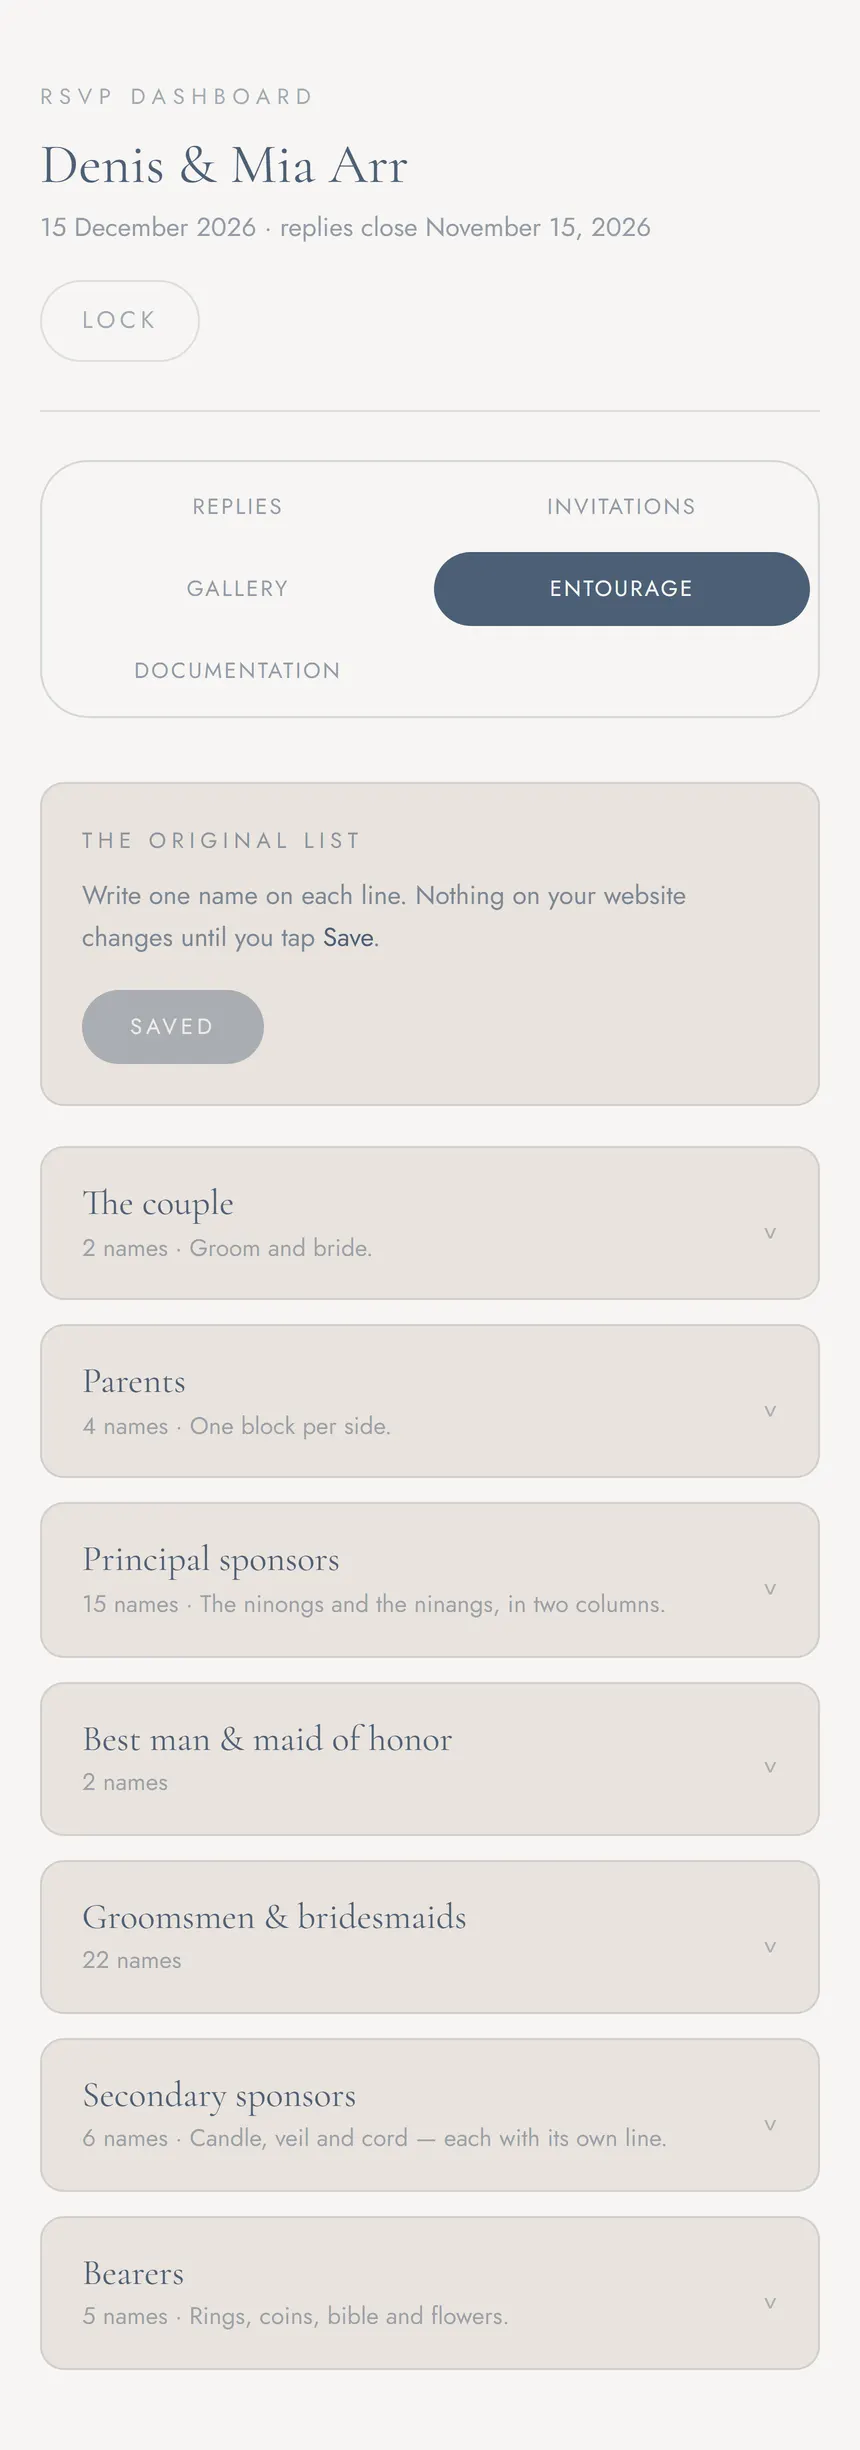 RSVP DASHBOARD
Denis & Mia Arr
15 December 2026 · replies close November 15, 2026
LOCK
REPLIES
INVITATIONS
GALLERY
ENTOURAGE
DOCUMENTATION
THE ORIGINAL LIST
Write one name on each line. Nothing on your website
changes until you tap Save.
SAVED
The couple
2 names · Groom and bride.
v
Parents
4 names · One block per side.
v
Principal sponsors
15 names · The ninongs and the ninangs, in two columns.
v
Best man & maid of honor
2 names
v
Groomsmen & bridesmaids
22 names
v
Secondary sponsors
6 names · Candle, veil and cord — each with its own line.
v
Bearers
5 names · Rings, coins, bible and flowers.
v